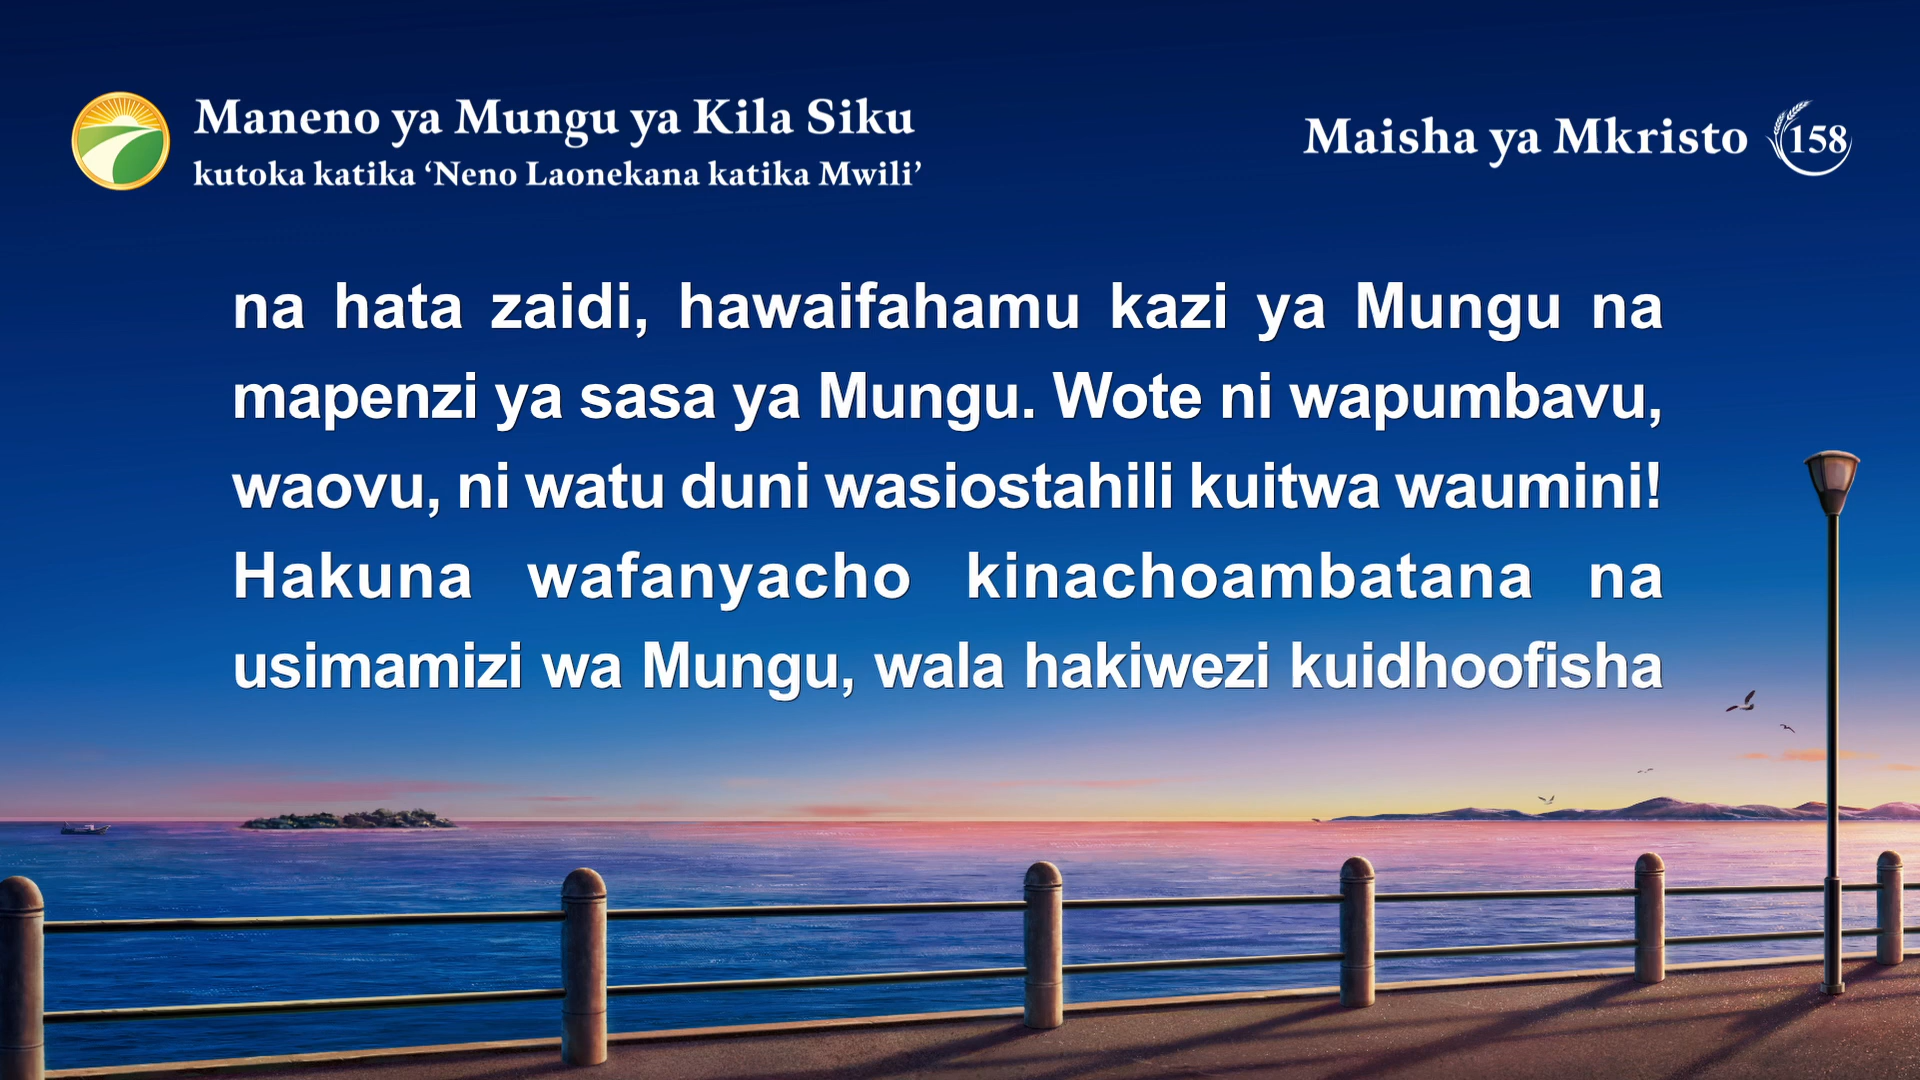 Maneno ya Mungu ya Kila Siku
kutoka katika ‘Neno Laonekana katika Mwili’
Maisha ya Mkristo 158
na hata zaidi, hawaifahamu kazi ya Mungu na
mapenzi ya sasa ya Mungu. Wote ni wapumbavu,
waovu, ni watu duni wasiostahili kuitwa waumini!
Hakuna wafanyacho kinachoambatana na
usimamizi wa Mungu, wala hakiwezi kuidhoofisha